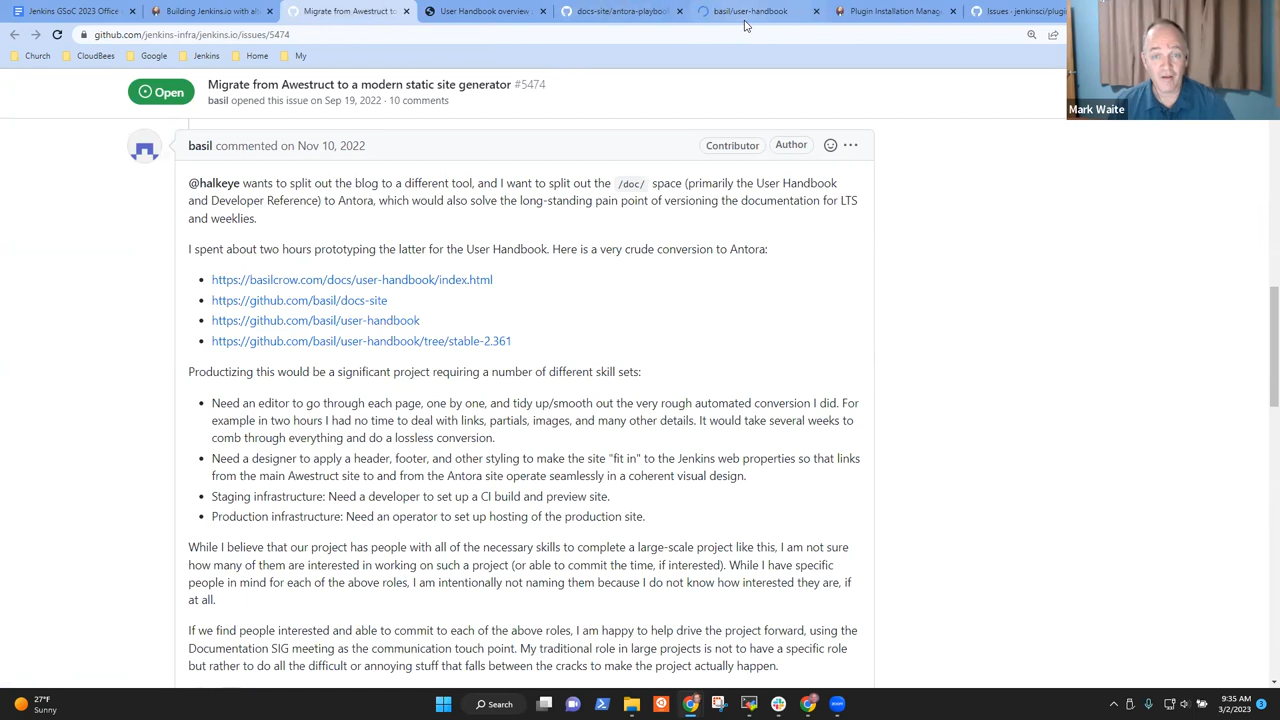 Jenkins GSoC 2023 Office
Building Jenkins.io with al
Migrate from Awestruct to
User Handbook overview
docs-site/antora-playbook
basil/user-handbook
Plugin Installation Manag
Issues · jenkinsci/plugin
github.com/jenkins-infra/jenkins.io/issues/5474
Church
CloudBees
Google
Jenkins
Home
My
Mark Waite
Open
Migrate from Awestruct to a modern static site generator #5474
basil opened this issue on Sep 19, 2022 · 10 comments
basil commented on Nov 10, 2022
Contributor
Author
@halkeye wants to split out the blog to a different tool, and I want to split out the /doc/ space (primarily the User Handbook
and Developer Reference) to Antora, which would also solve the long-standing pain point of versioning the documentation for LTS
and weeklies.
I spent about two hours prototyping the latter for the User Handbook. Here is a very crude conversion to Antora:
• https://basilcrow.com/docs/user-handbook/index.html
• https://github.com/basil/docs-site
• https://github.com/basil/user-handbook
• https://github.com/basil/user-handbook/tree/stable-2.361
Productizing this would be a significant project requiring a number of different skill sets:
• Need an editor to go through each page, one by one, and tidy up/smooth out the very rough automated conversion I did. For
example in two hours I had no time to deal with links, partials, images, and many other details. It would take several weeks to
comb through everything and do a lossless conversion.
• Need a designer to apply a header, footer, and other styling to make the site "fit in" to the Jenkins web properties so that links
from the main Awestruct site to and from the Antora site operate seamlessly in a coherent visual design.
• Staging infrastructure: Need a developer to set up a CI build and preview site.
• Production infrastructure: Need an operator to set up hosting of the production site.
While I believe that our project has people with all of the necessary skills to complete a large-scale project like this, I am not sure
how many of them are interested in working on such a project (or able to commit the time, if interested). While I have specific
people in mind for each of the above roles, I am intentionally not naming them because I do not know how interested they are, if
at all.
If we find people interested and able to commit to each of the above roles, I am happy to help drive the project forward, using the
Documentation SIG meeting as the communication touch point. My traditional role in large projects is not to have a specific role
but rather to do all the difficult or annoying stuff that falls between the cracks to make the project actually happen.
27°F
Sunny
Search
9:35 AM
3/2/2023
3